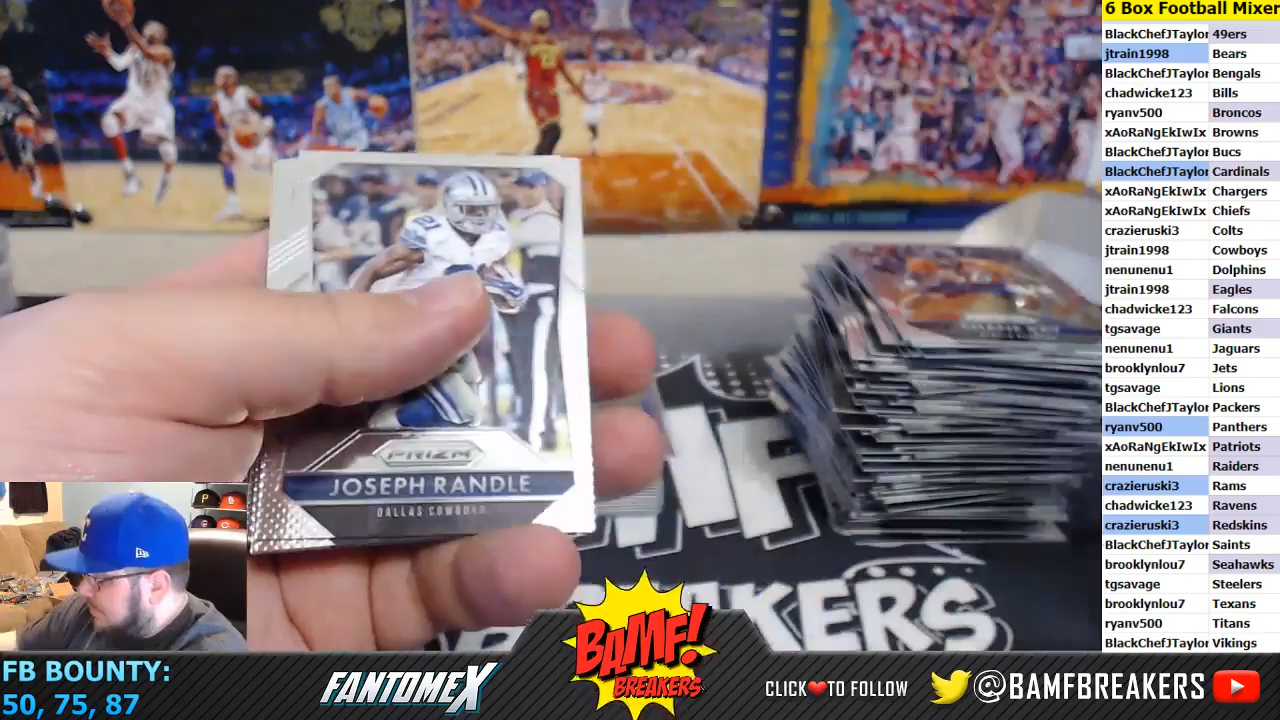 6 Box Football Mixer
BlackChefJTaylor 49ers
jtrain1998 Bears
BlackChefJTaylor Bengals
chadwicke123 Bills
ryanv500 Broncos
xAoRaNgEkIwIx Browns
BlackChefJTaylor Bucs
BlackChefJTaylor Cardinals
xAoRaNgEkIwIx Chargers
xAoRaNgEkIwIx Chiefs
crazieruski3 Colts
jtrain1998 Cowboys
nenunenu1 Dolphins
jtrain1998 Eagles
chadwicke123 Falcons
tgsavage Giants
nenunenu1 Jaguars
brooklynlou7 Jets
tgsavage Lions
BlackChefJTaylor Packers
ryanv500 Panthers
xAoRaNgEkIwIx Patriots
nenunenu1 Raiders
crazieruski3 Rams
chadwicke123 Ravens
crazieruski3 Redskins
BlackChefJTaylor Saints
brooklynlou7 Seahawks
tgsavage Steelers
brooklynlou7 Texans
ryanv500 Titans
BlackChefJTaylor Vikings
21
PRIZM
JOSEPH RANDLE
DALLAS COWBOYS
FB BOUNTY:
50, 75, 87
FANTOMEX
BAMF!
BREAKERS
CLICK TO FOLLOW
@BAMFBREAKERS